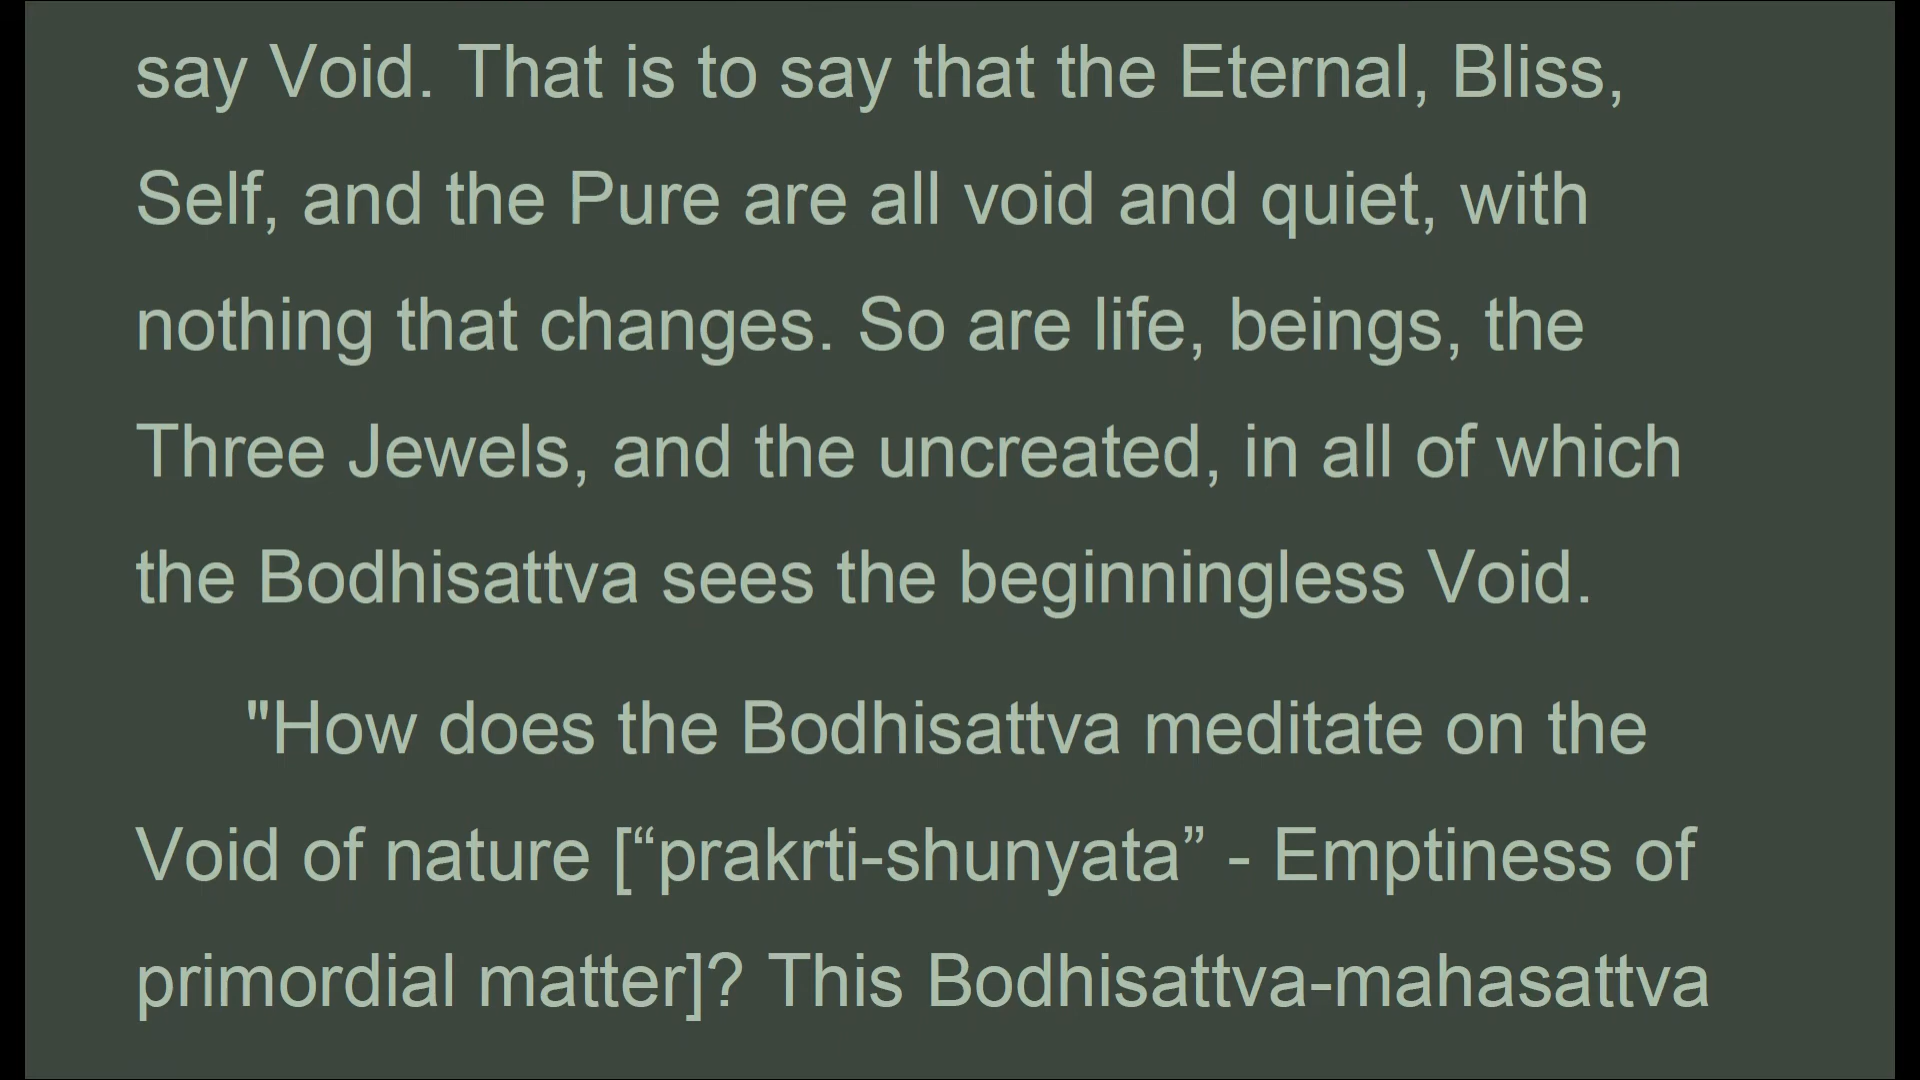 say Void. That is to say that the Eternal, Bliss,
Self, and the Pure are all void and quiet, with
nothing that changes. So are life, beings, the
Three Jewels, and the uncreated, in all of which
the Bodhisattva sees the beginningless Void.
"How does the Bodhisattva meditate on the
Void of nature [“prakrti-shunyata” - Emptiness of
primordial matter]? This Bodhisattva-mahasattva